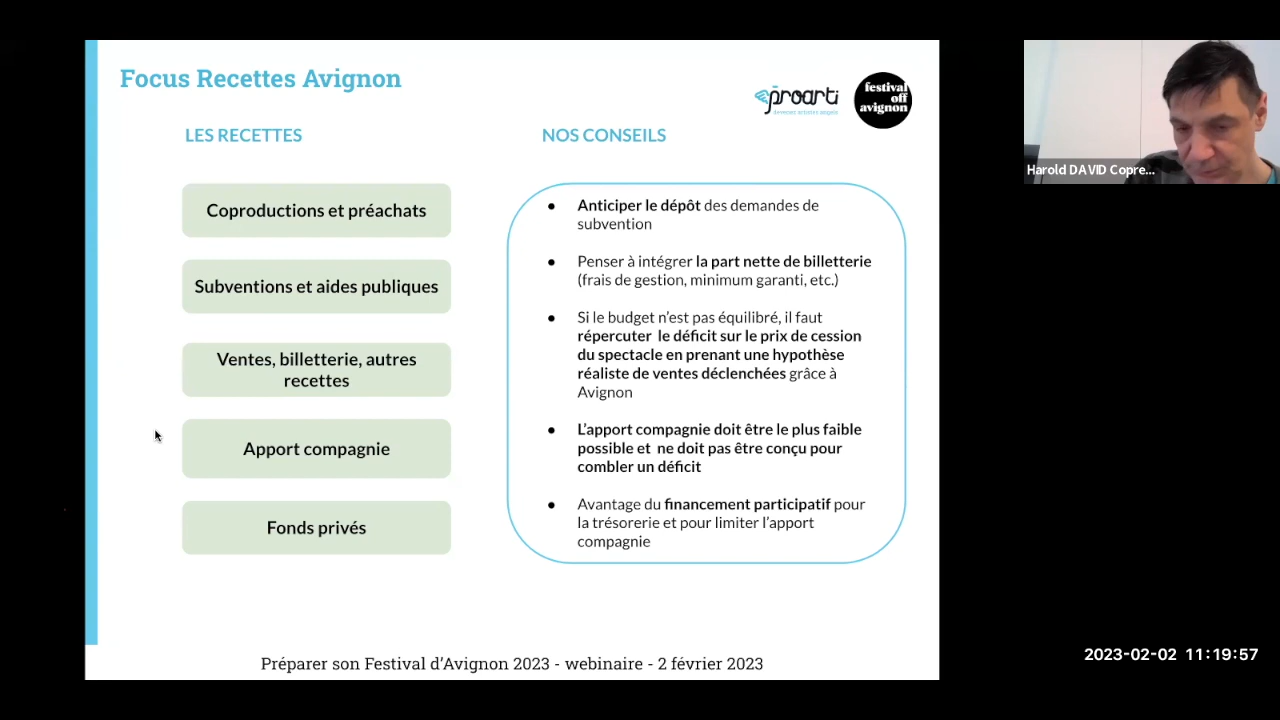 Focus Recettes Avignon
proarti
devenez artistes associés
festival
off
avignon
LES RECETTES
Coproductions et préachats
Subventions et aides publiques
Ventes, billetterie, autres
recettes
Apport compagnie
Fonds privés
NOS CONSEILS
● Anticiper le dépôt des demandes de
subvention
● Penser à intégrer la part nette de billetterie
(frais de gestion, minimum garanti, etc.)
● Si le budget n’est pas équilibré, il faut
répercuter le déficit sur le prix de cession
du spectacle en prenant une hypothèse
réaliste de ventes déclenchées grâce à
Avignon
● L’apport compagnie doit être le plus faible
possible et ne doit pas être conçu pour
combler un déficit
● Avantage du financement participatif pour
la trésorerie et pour limiter l’apport
compagnie
Préparer son Festival d’Avignon 2023 - webinaire - 2 février 2023
Harold DAVID Copre...
2023-02-02 11:19:57